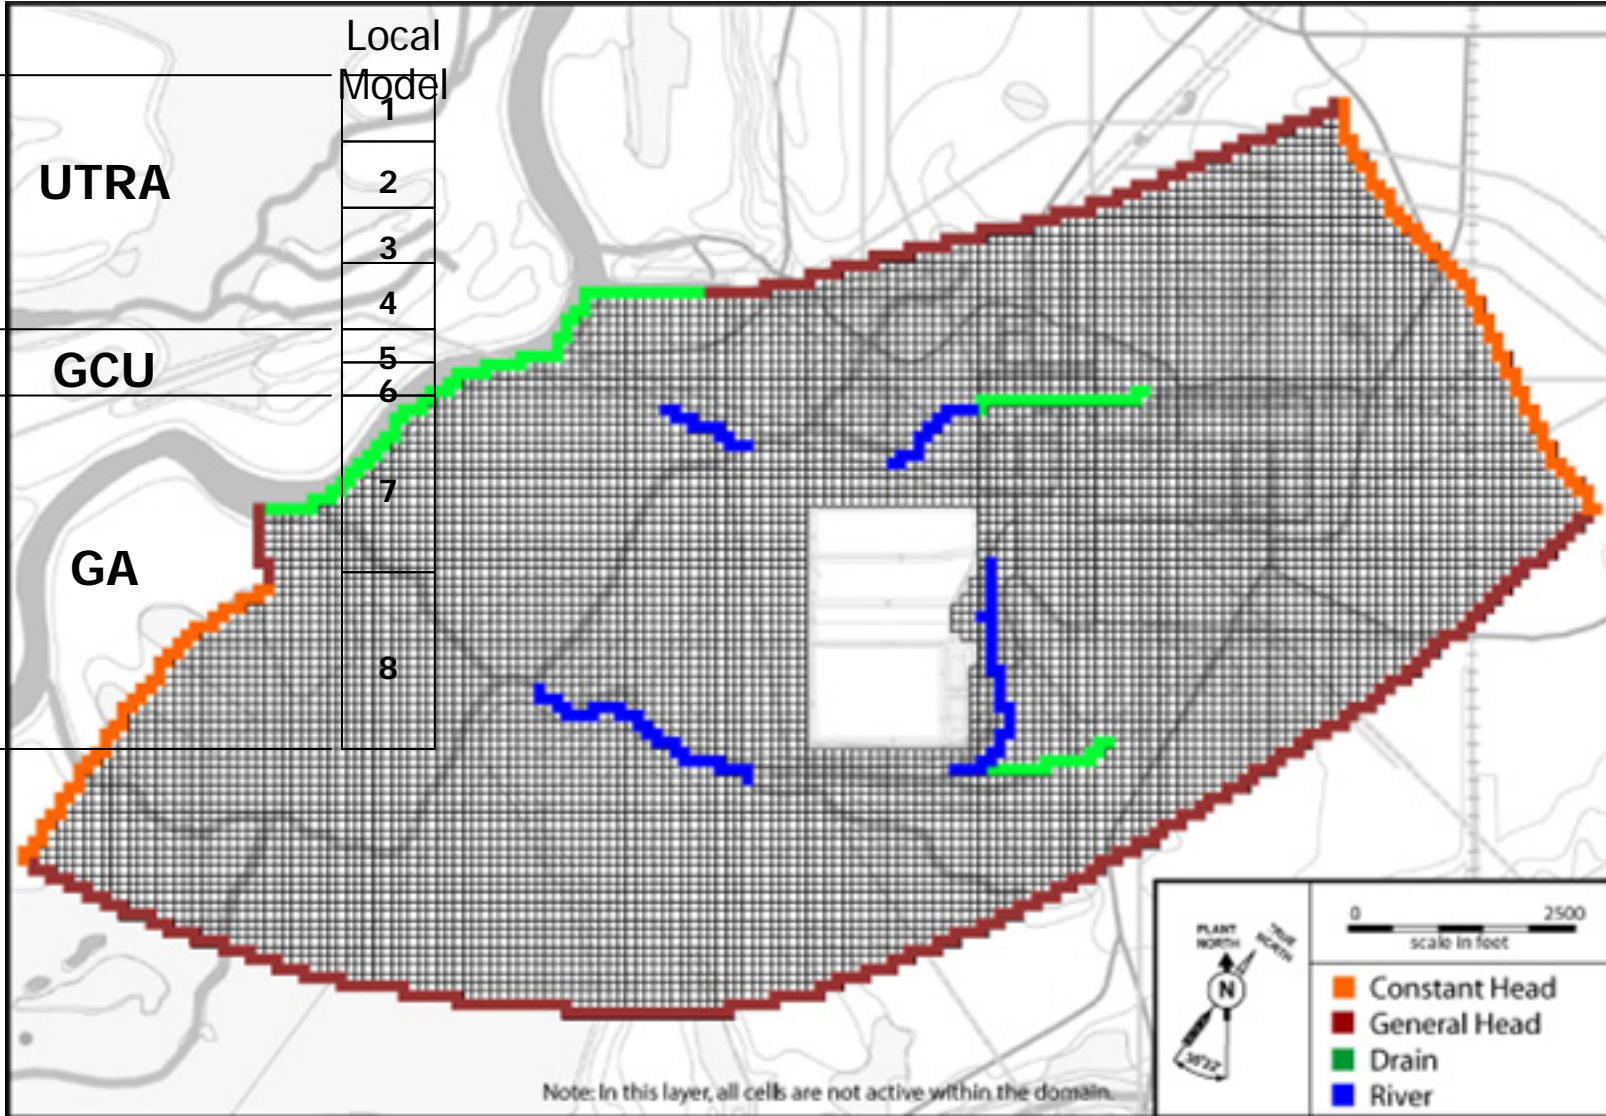 Local
Model
1
UTRA
2
3
4
GCU
5
6
7
GA
8
PLANT
NORTH
TRUE
NORTH
N
0 2500
scale in feet
Constant Head
General Head
Drain
River
Note: In this layer, all cells are not active within the domain.